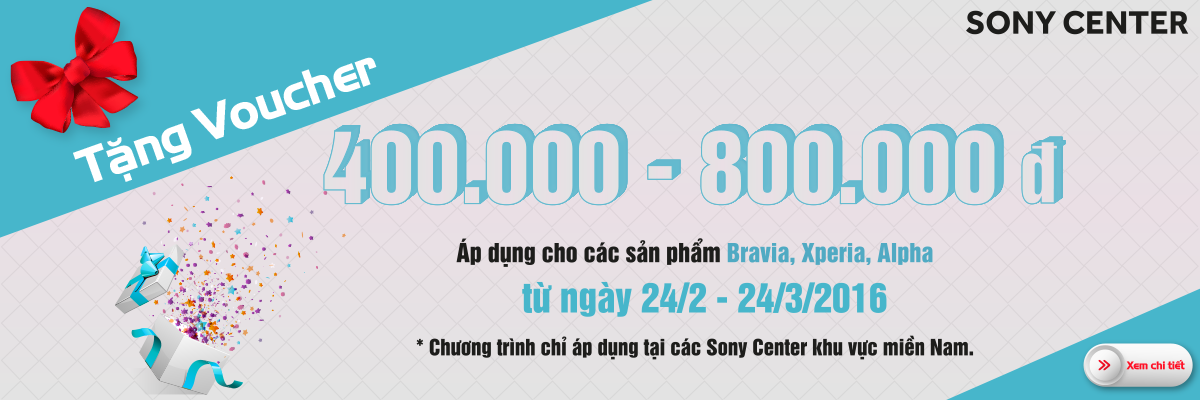 SONY CENTER
Tặng Voucher
400.000 - 800.000 đ
Áp dụng cho các sản phẩm Bravia, Xperia, Alpha
từ ngày 24/2 - 24/3/2016
* Chương trình chỉ áp dụng tại các Sony Center khu vực miền Nam.
Xem chi tiết